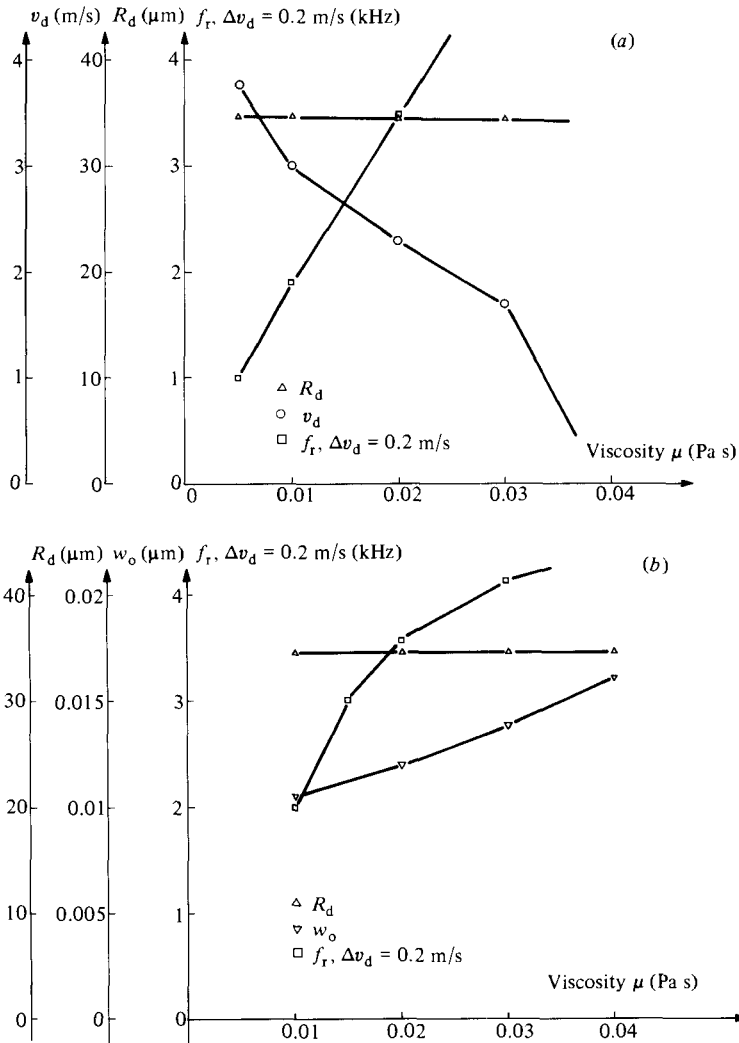 v_d (m/s) R_d (μm) f_r, Δv_d = 0.2 m/s (kHz)
(a)
4 40 4
3 30 3
2 20 2
1 10 1
0 0 0
△ R_d
○ v_d
□ f_r, Δv_d = 0.2 m/s
Viscosity μ (Pa s)
0 0.01 0.02 0.03 0.04
R_d (μm) w_o (μm) f_r, Δv_d = 0.2 m/s (kHz)
(b)
40 0.02 4
30 0.015 3
20 0.01 2
10 0.005 1
0 0 0
△ R_d
▽ w_o
□ f_r, Δv_d = 0.2 m/s
Viscosity μ (Pa s)
0.01 0.02 0.03 0.04